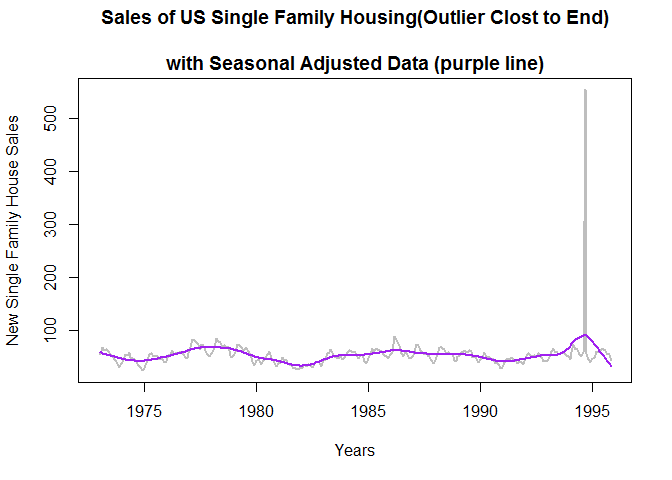 Sales of US Single Family Housing(Outlier Clost to End)
with Seasonal Adjusted Data (purple line)
New Single Family House Sales
500
400
300
200
100
1975 1980 1985 1990 1995
Years